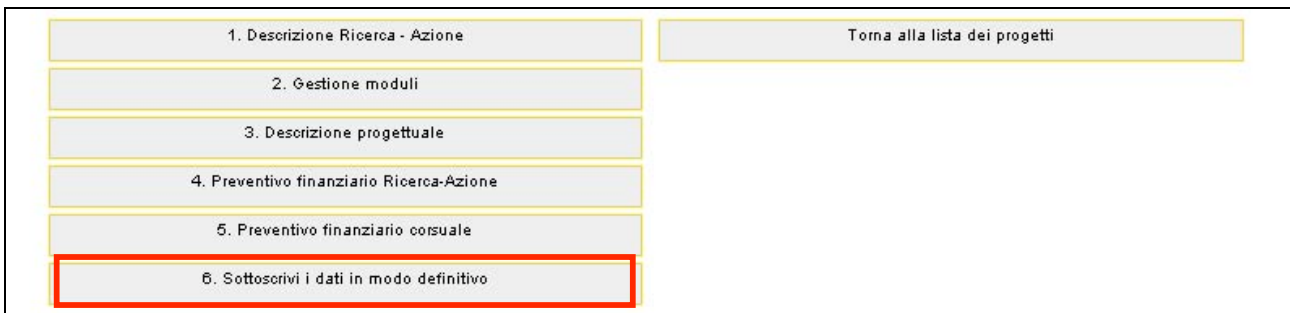 1. Descrizione Ricerca - Azione
Torna alla lista dei progetti
2. Gestione moduli
3. Descrizione progettuale
4. Preventivo finanziario Ricerca-Azione
5. Preventivo finanziario corsuale
6. Sottoscrivi i dati in modo definitivo